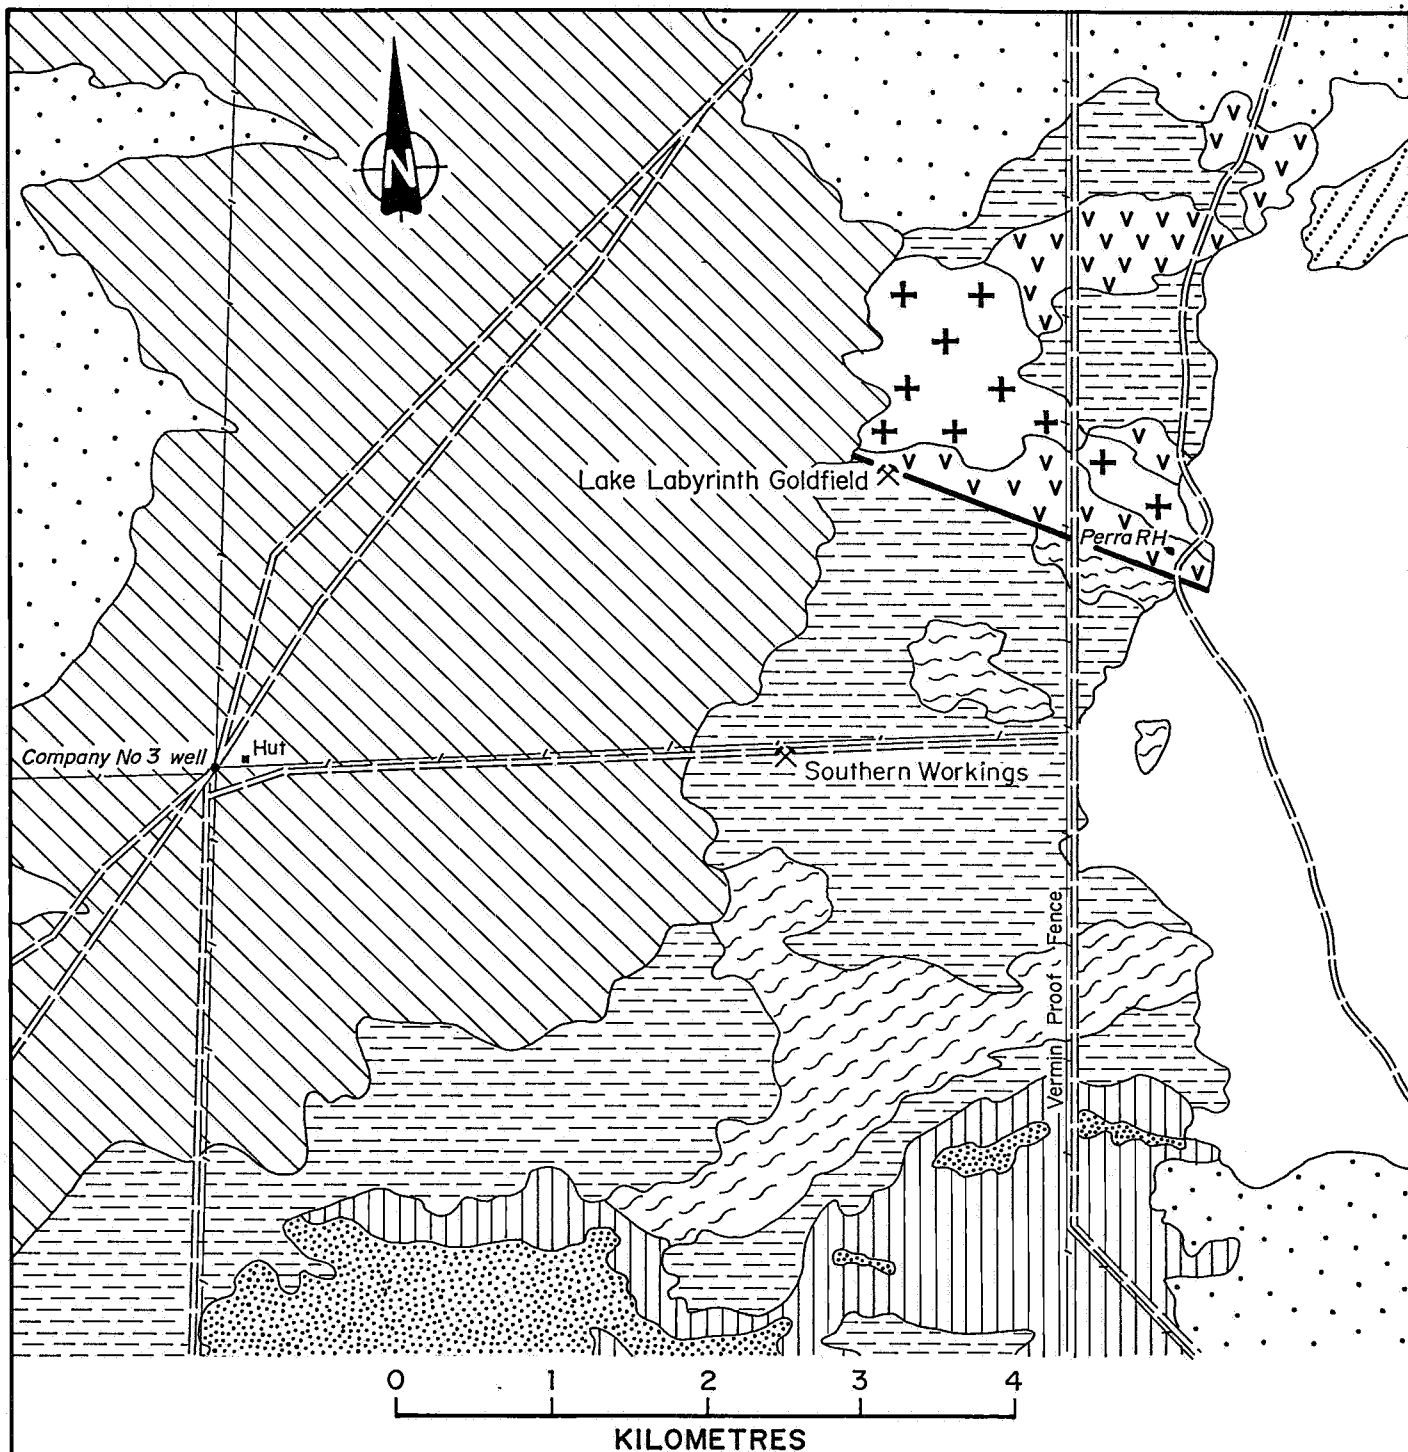 N
Lake Labyrinth Goldfield
Perra RH
Company No 3 well
Hut
Southern Workings
Vermin Proof Fence
0 1 2 3 4
KILOMETRES